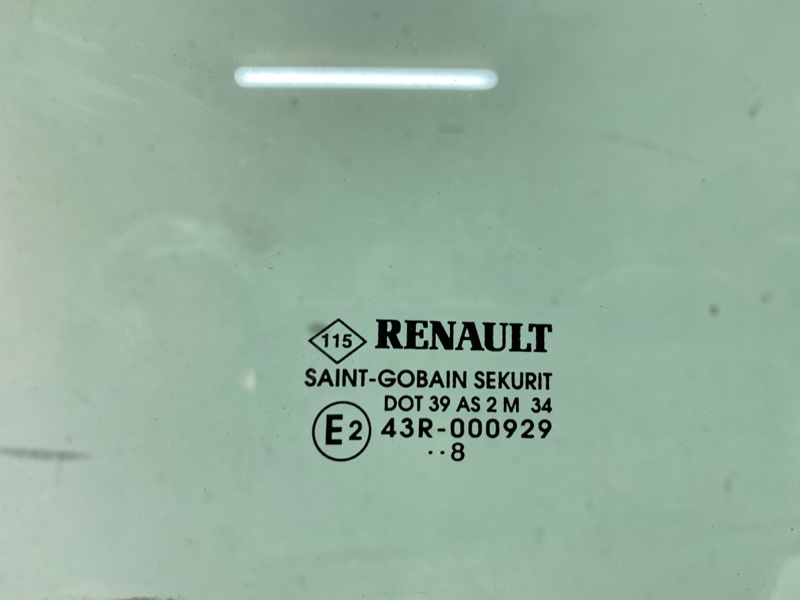 115 RENAULT
SAINT-GOBAIN SEKURIT
DOT 39 AS 2 M 34
E2 43R-000929
··8